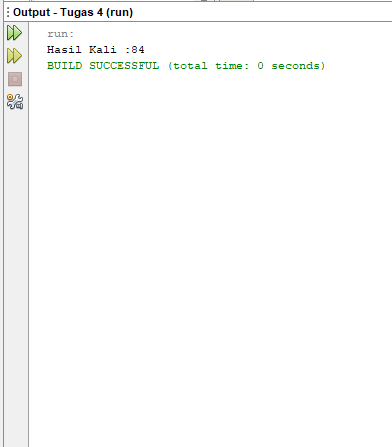 Output - Tugas 4 (run)
run:
Hasil Kali :84
BUILD SUCCESSFUL (total time: 0 seconds)